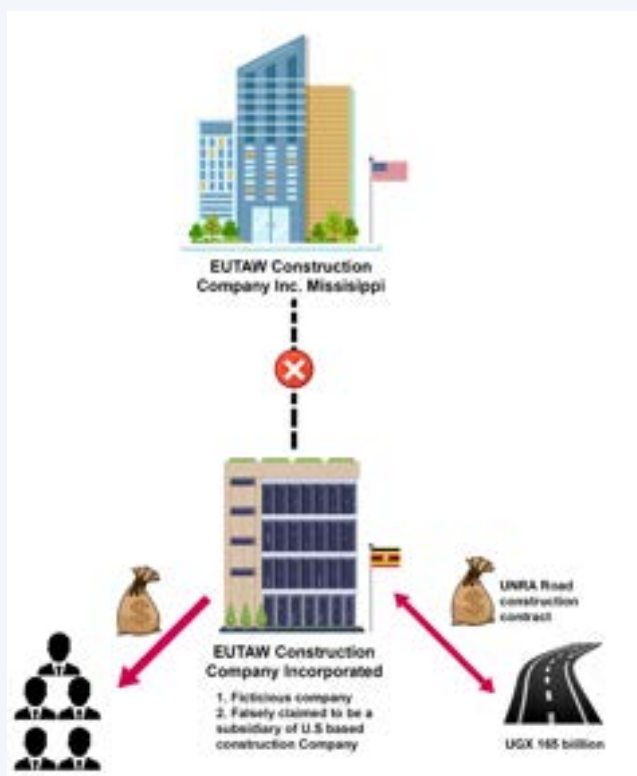 EUTAW Construction
Company Inc. Missisippi
EUTAW Construction
Company Incorporated
1. Ficticious company
2. Falsely claimed to be a
subsidiary of U.S based
construction Company
UNRA Road
construction
contract
UGX 165 billlion